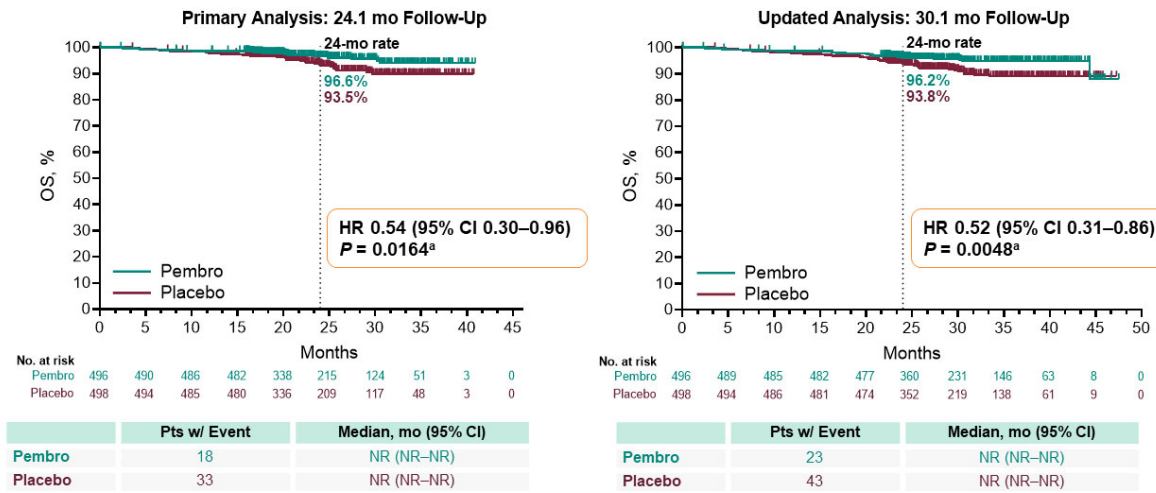 Primary Analysis: 24.1 mo Follow-Up
24-mo rate
96.6%
93.5%
OS, %
100
90
80
70
60
50
40
30
20
10
0
HR 0.54 (95% CI 0.30–0.96)
P = 0.0164ª
Pembro
Placebo
0 5 10 15 20 25 30 35 40 45
Months
No. at risk
Pembro 496 490 486 482 338 215 124 51 3 0
Placebo 498 494 485 480 336 209 117 48 3 0
Pts w/ Event Median, mo (95% CI)
Pembro 18 NR (NR–NR)
Placebo 33 NR (NR–NR)
Updated Analysis: 30.1 mo Follow-Up
24-mo rate
96.2%
93.8%
OS, %
100
90
80
70
60
50
40
30
20
10
0
HR 0.52 (95% CI 0.31–0.86)
P = 0.0048ª
Pembro
Placebo
0 5 10 15 20 25 30 35 40 45 50
Months
No. at risk
Pembro 496 489 485 482 477 360 231 146 63 8 0
Placebo 498 494 486 481 474 352 219 138 61 9 0
Pts w/ Event Median, mo (95% CI)
Pembro 23 NR (NR–NR)
Placebo 43 NR (NR–NR)